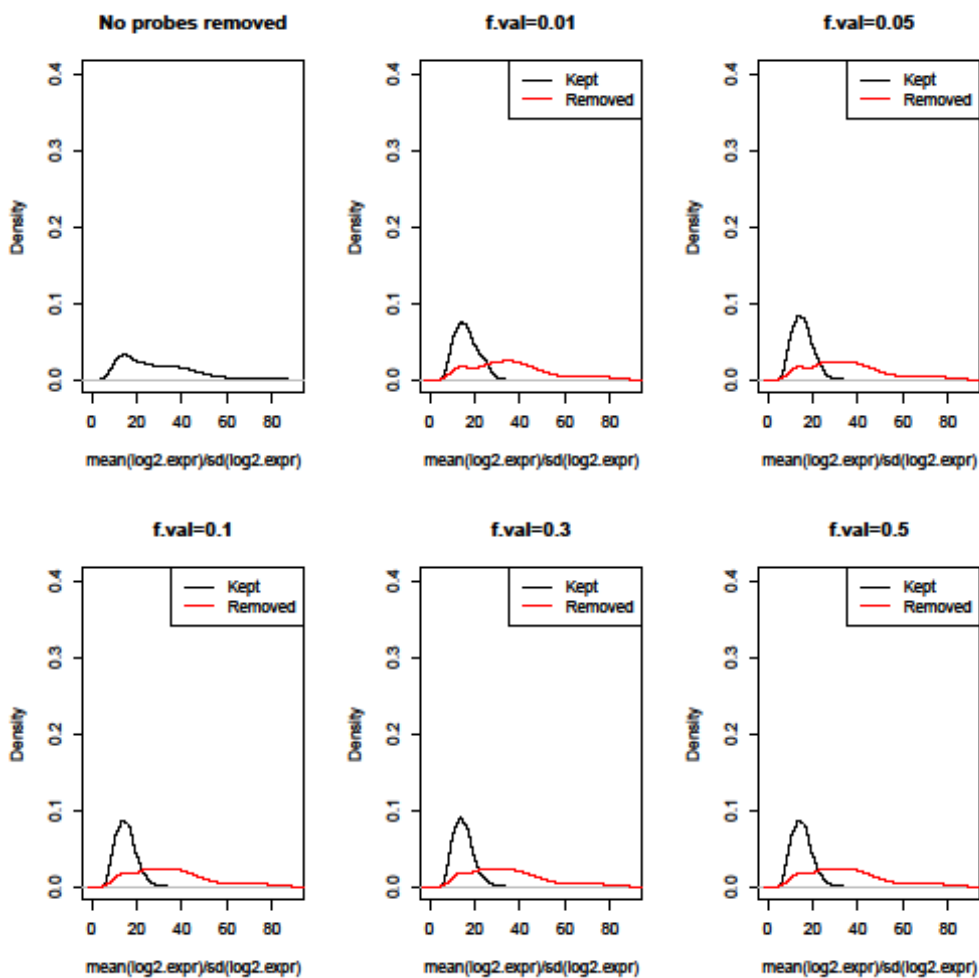 No probes removed
f.val=0.01
f.val=0.05
Density
0.0 0.1 0.2 0.3 0.4
0 20 40 60 80
mean(log2.expr)/sd(log2.expr)
Density
0.0 0.1 0.2 0.3 0.4
Kept
Removed
0 20 40 60 80
mean(log2.expr)/sd(log2.expr)
Density
0.0 0.1 0.2 0.3 0.4
Kept
Removed
0 20 40 60 80
mean(log2.expr)/sd(log2.expr)
f.val=0.1
f.val=0.3
f.val=0.5
Density
0.0 0.1 0.2 0.3 0.4
Kept
Removed
0 20 40 60 80
mean(log2.expr)/sd(log2.expr)
Density
0.0 0.1 0.2 0.3 0.4
Kept
Removed
0 20 40 60 80
mean(log2.expr)/sd(log2.expr)
Density
0.0 0.1 0.2 0.3 0.4
Kept
Removed
0 20 40 60 80
mean(log2.expr)/sd(log2.expr)